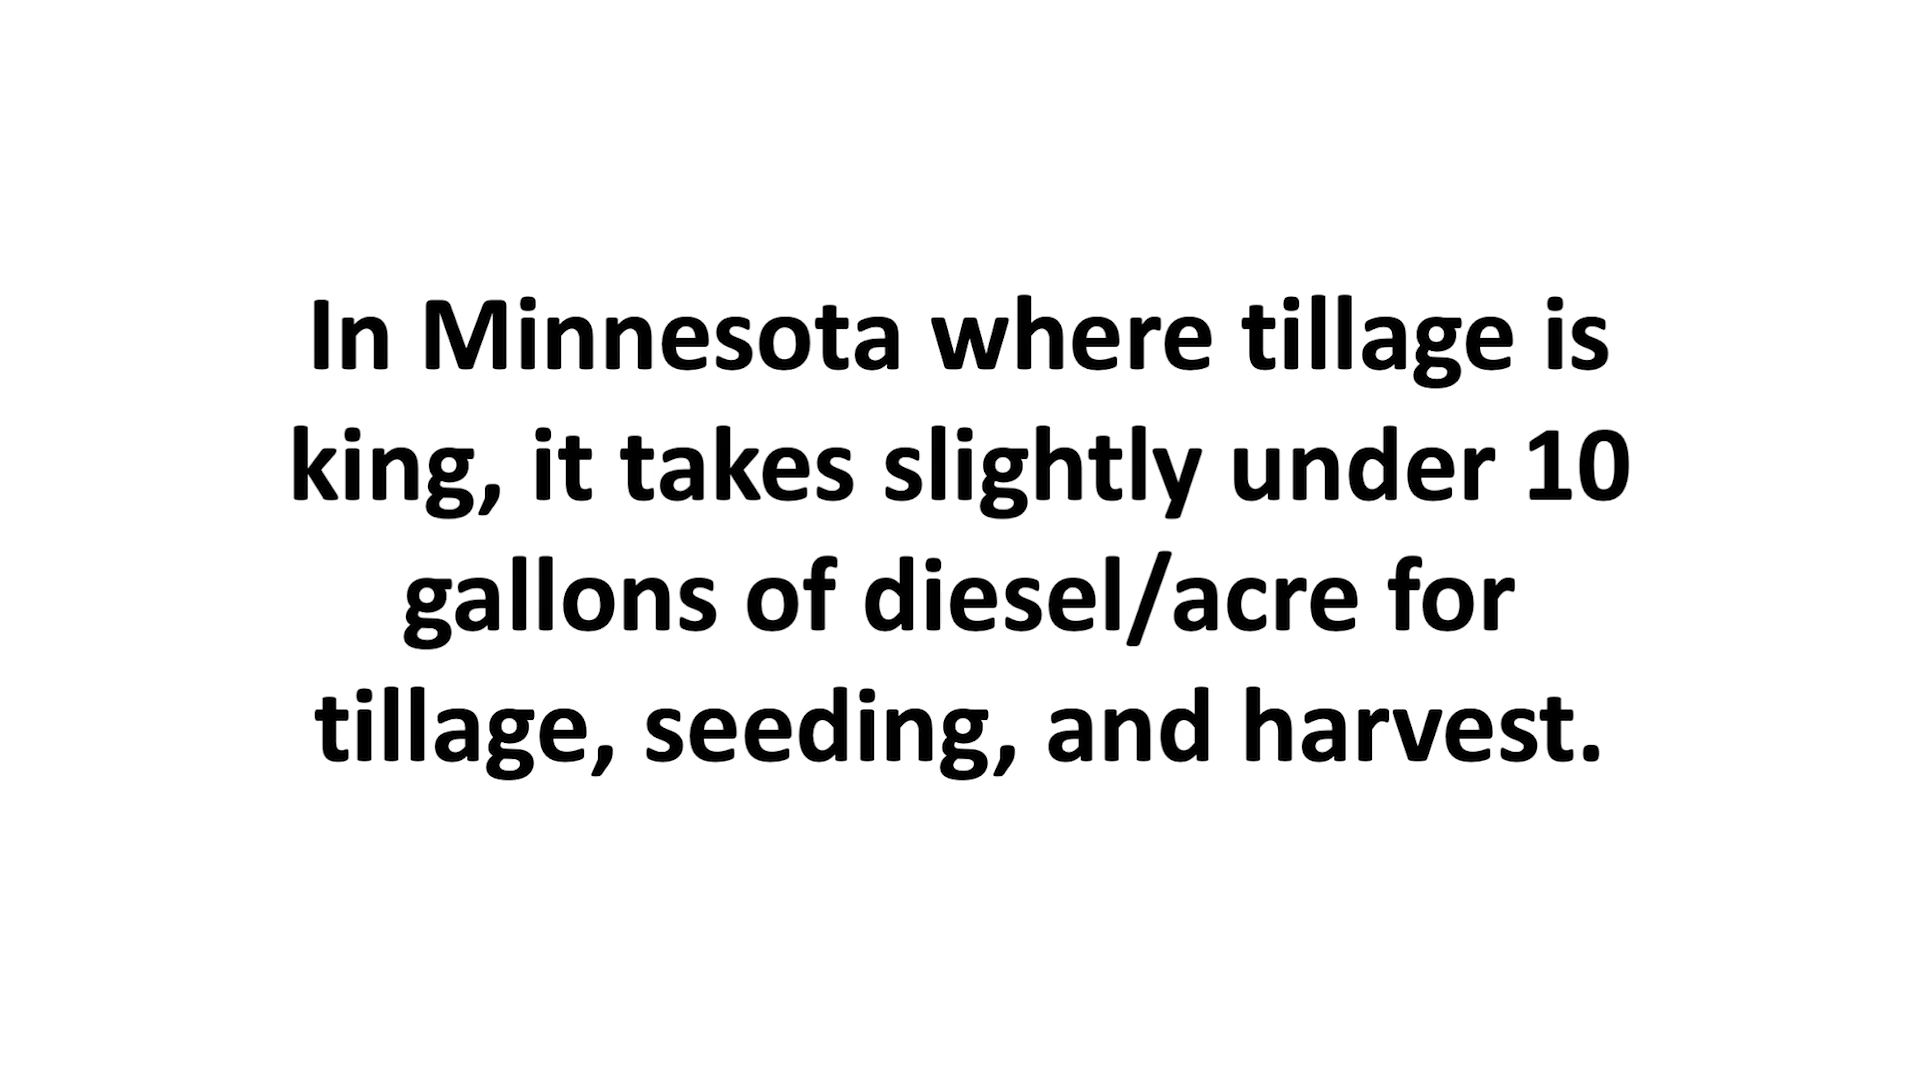 In Minnesota where tillage is
king, it takes slightly under 10
gallons of diesel/acre for
tillage, seeding, and harvest.